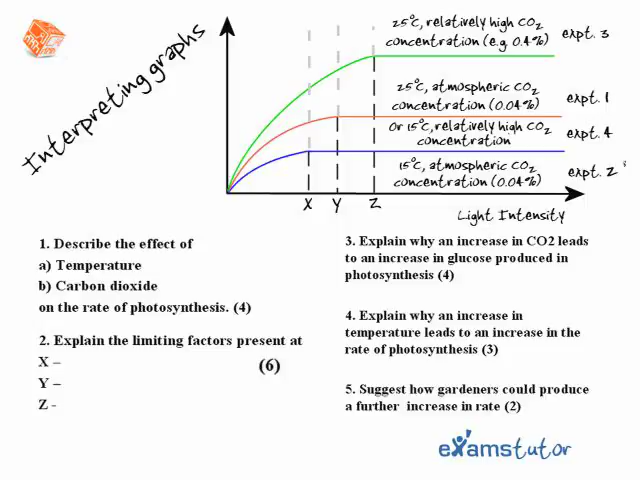 Interpreting graphs
25°C, relatively high CO2
concentration (e.g. 0.4%)
expt. 3
25°C, atmospheric CO2
concentration (0.04%)
expt. 1
Or 15°C, relatively high CO2
concentration
expt. 4
15°C, atmospheric CO2
concentration (0.04%)
expt. 2
X Y Z
Light Intensity
1. Describe the effect of
a) Temperature
b) Carbon dioxide
on the rate of photosynthesis. (4)
2. Explain the limiting factors present at
X – (6)
Y –
Z -
3. Explain why an increase in CO2 leads
to an increase in glucose produced in
photosynthesis (4)
4. Explain why an increase in
temperature leads to an increase in the
rate of photosynthesis (3)
5. Suggest how gardeners could produce
a further increase in rate (2)
examstutor